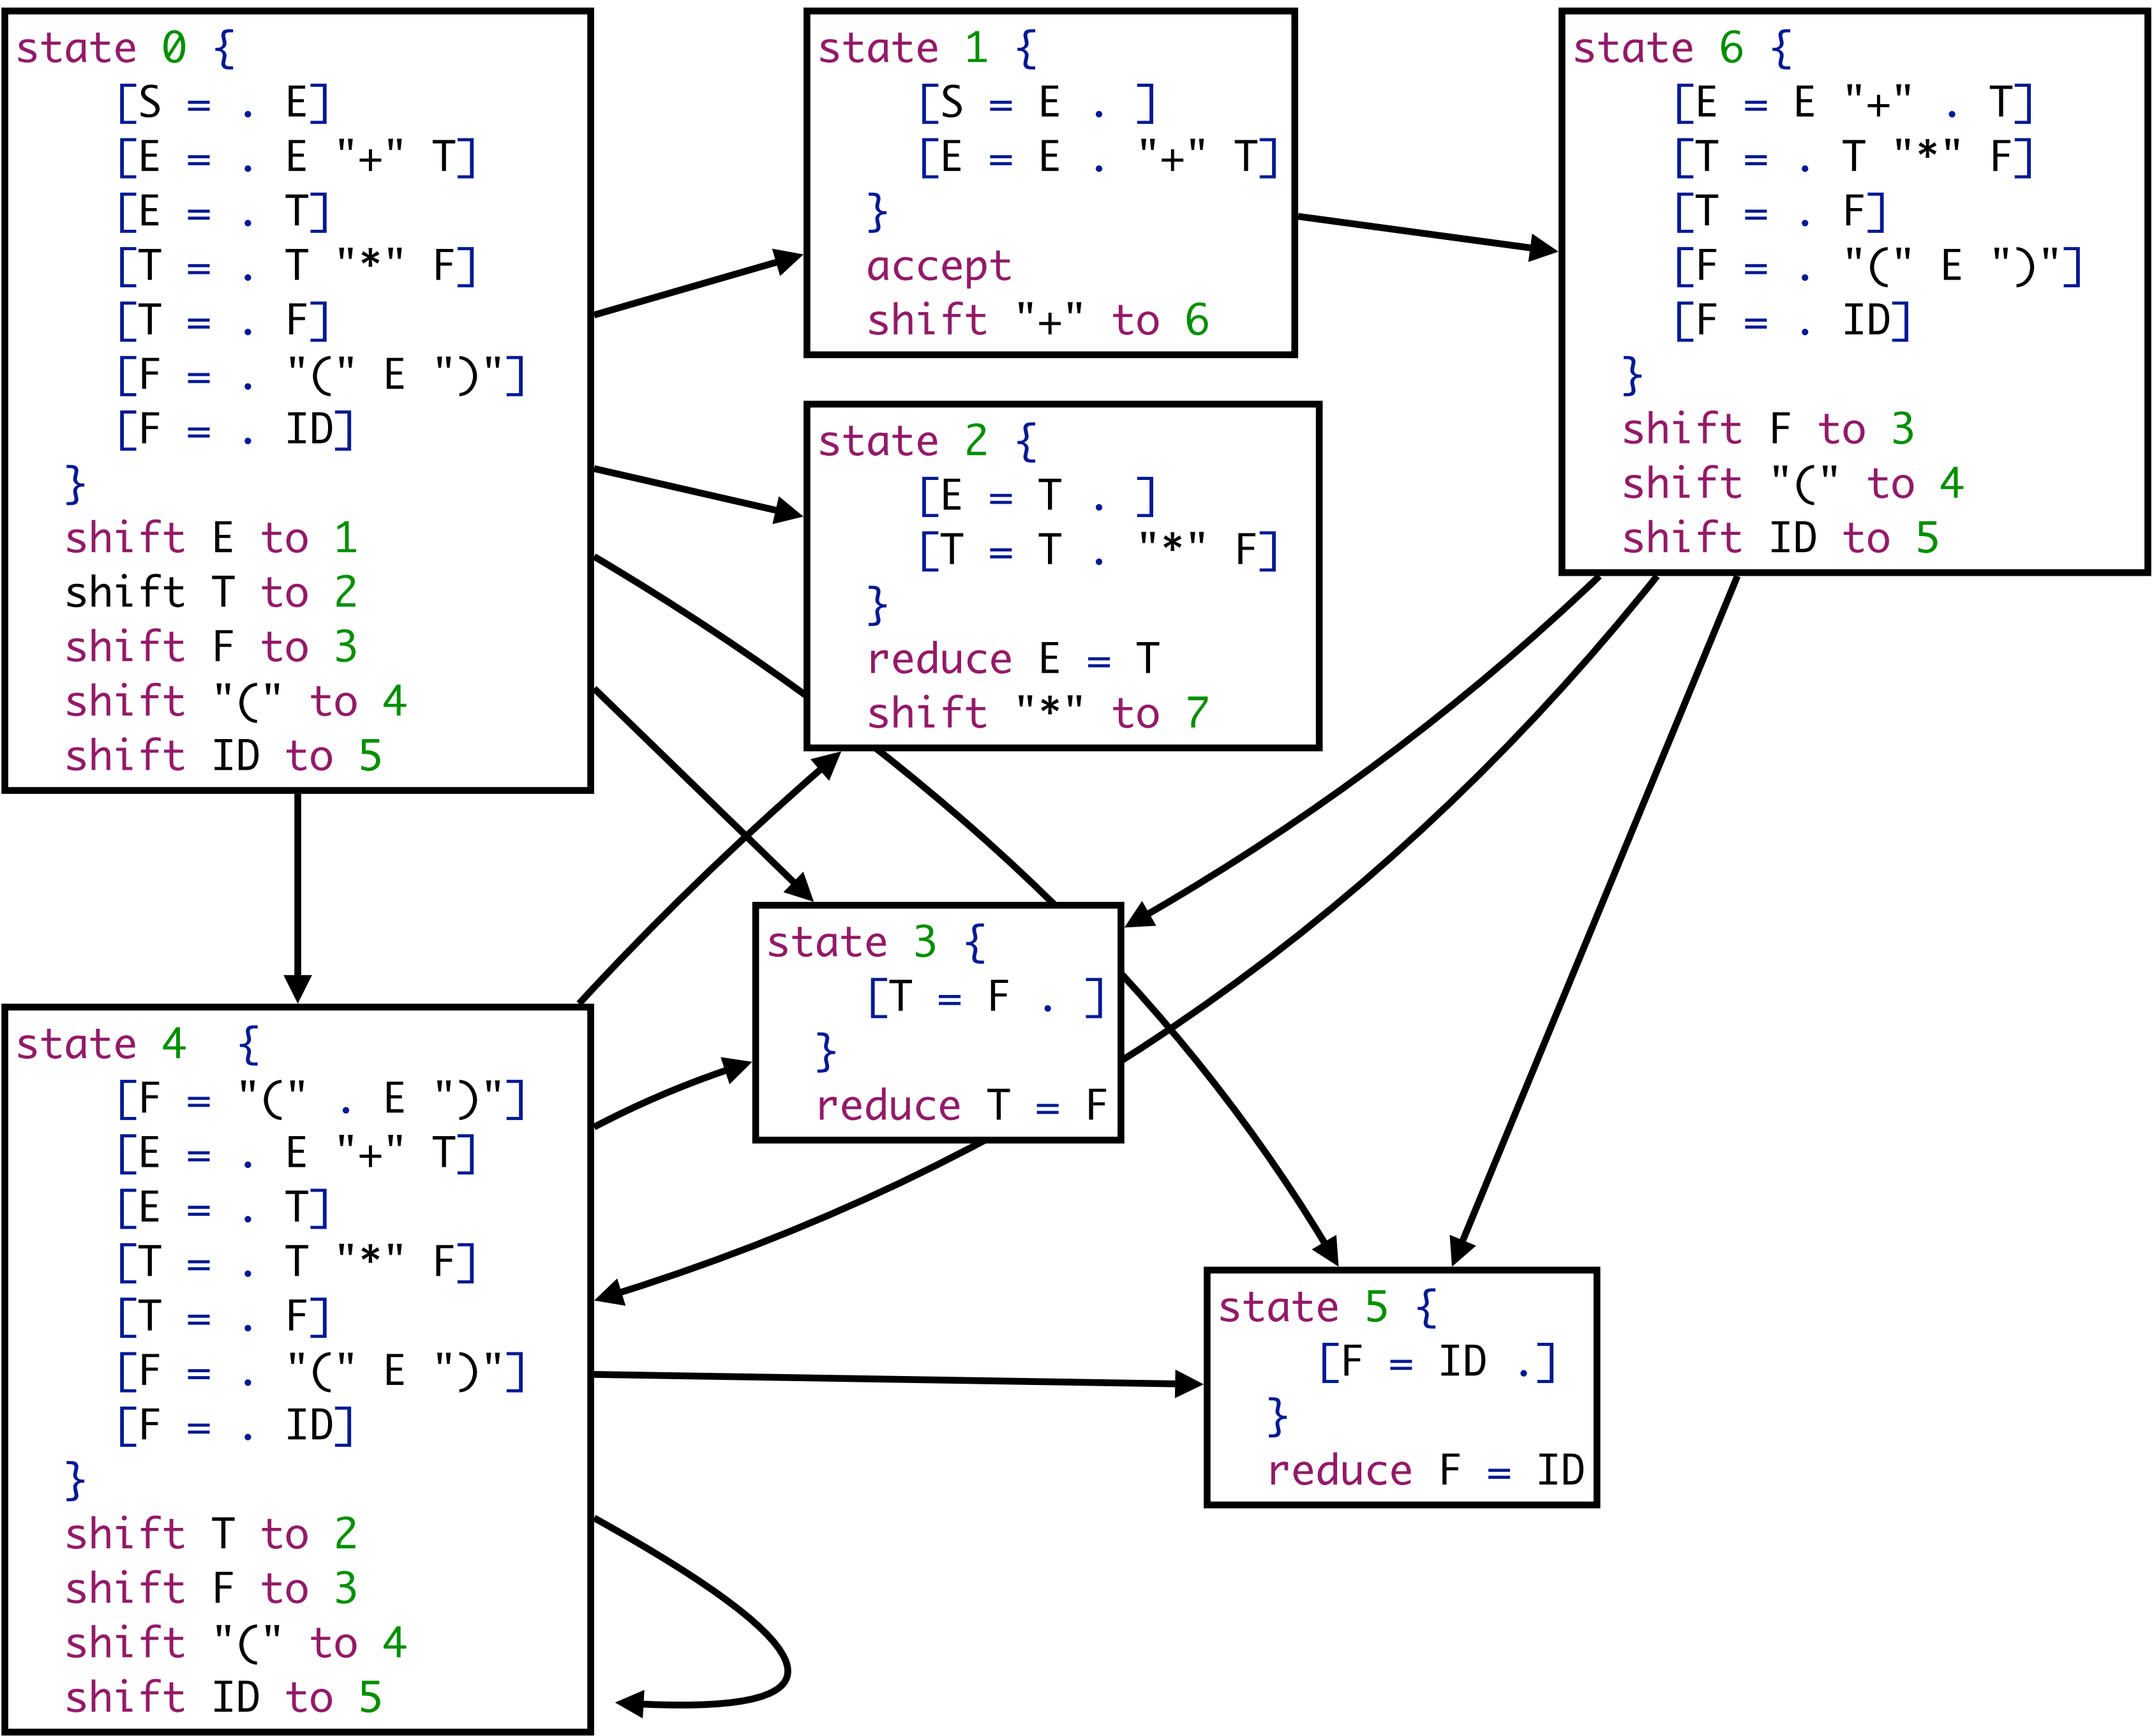 state 0 {
[S = . E]
[E = . E "+" T]
[E = . T]
[T = . T "*" F]
[T = . F]
[F = . "(" E ")"]
[F = . ID]
}
shift E to 1
shift T to 2
shift F to 3
shift "(" to 4
shift ID to 5
state 1 {
[S = E . ]
[E = E . "+" T]
}
accept
shift "+" to 6
state 6 {
[E = E "+" . T]
[T = . T "*" F]
[T = . F]
[F = . "(" E ")"]
[F = . ID]
}
shift F to 3
shift "(" to 4
shift ID to 5
state 2 {
[E = T . ]
[T = T . "*" F]
}
reduce E = T
shift "*" to 7
state 3 {
[T = F . ]
}
reduce T = F
state 4 {
[F = "(" . E ")"]
[E = . E "+" T]
[E = . T]
[T = . T "*" F]
[T = . F]
[F = . "(" E ")"]
[F = . ID]
}
shift T to 2
shift F to 3
shift "(" to 4
shift ID to 5
state 5 {
[F = ID .]
}
reduce F = ID